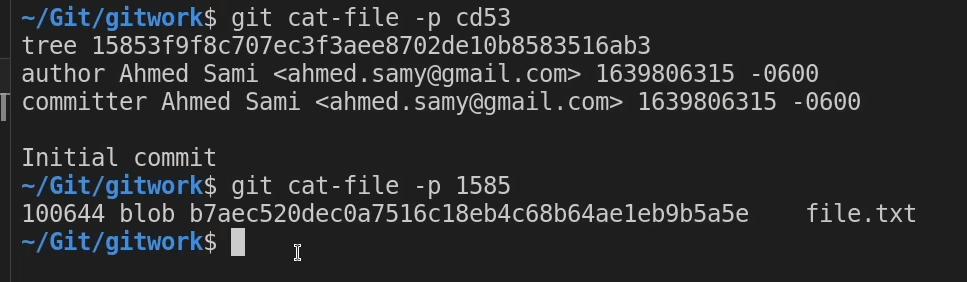 ~/Git/gitwork$ git cat-file -p cd53
tree 15853f9f8c707ec3f3aee8702de10b8583516ab3
author Ahmed Sami <ahmed.samy@gmail.com> 1639806315 -0600
committer Ahmed Sami <ahmed.samy@gmail.com> 1639806315 -0600

Initial commit
~/Git/gitwork$ git cat-file -p 1585
100644 blob b7aec520dec0a7516c18eb4c68b64ae1eb9b5a5e    file.txt
~/Git/gitwork$